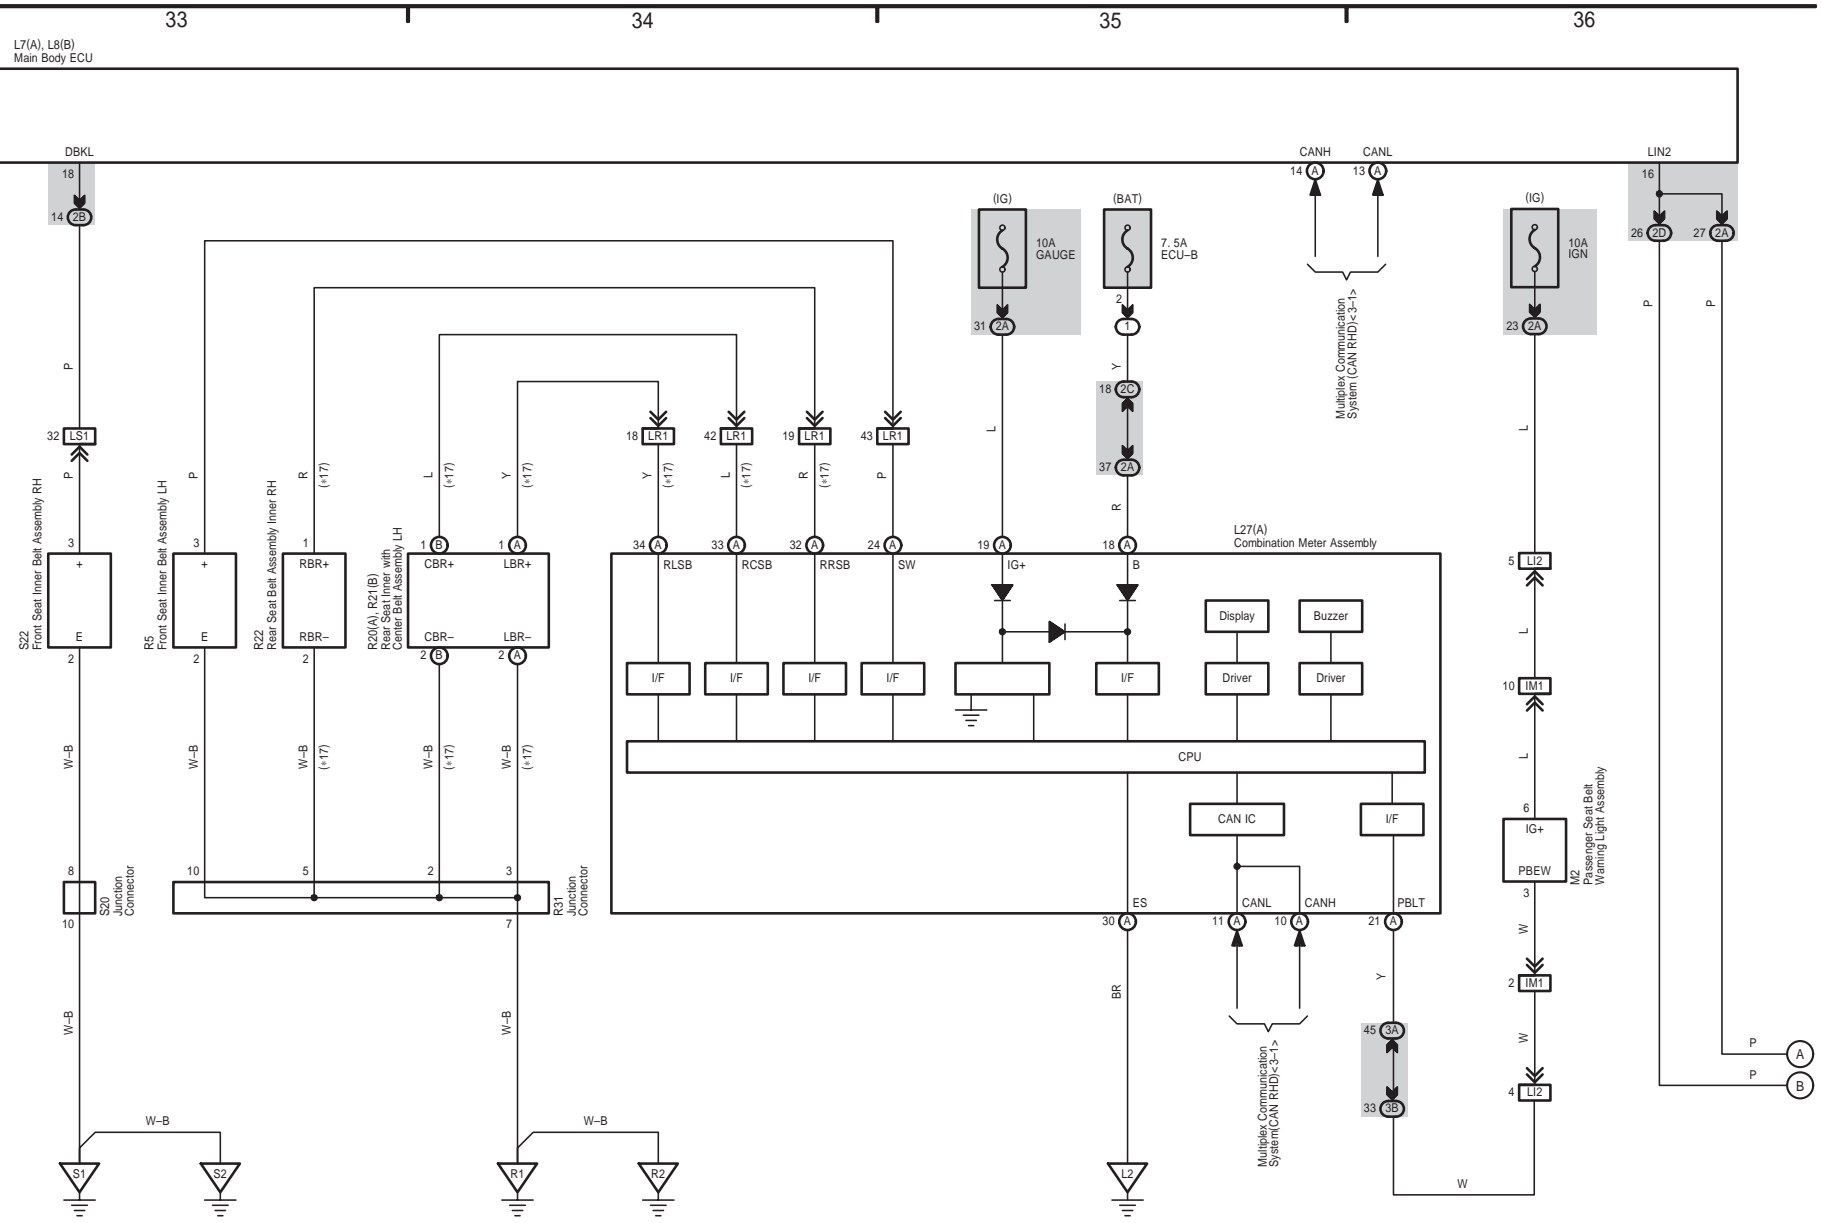 33
34
35
36
L7(A), L8(B)
Main Body ECU
DBKL
CANH
CANL
LIN2
18
14 A
13 A
16
14 2B
(IG)
(BAT)
(IG)
10A
GAUGE
7. 5A
ECU–B
10A
IGN
26 2D
27 2A
2
31 2A
1
23 2A
Multiplex Communication
System (CAN RHD)<3–1>
P
P
P
Y
18 2C
L
L
37 2A
R
32 LS1
18 LR1
42 LR1
19 LR1
43 LR1
P
P
R
(*17)
L
(*17)
Y
(*17)
Y
(*17)
L
(*17)
R
(*17)
P
S22
Front Seat Inner Belt Assembly RH
R5
Front Seat Inner Belt Assembly LH
R22
Rear Seat Belt Assembly Inner RH
R20(A), R21(B)
Rear Seat Inner with
Center Belt Assembly LH
L27(A)
Combination Meter Assembly
3
3
1
1 B
1 A
34 A
33 A
32 A
24 A
19 A
18 A
+
+
RBR+
CBR+
LBR+
RLSB
RCSB
RRSB
SW
IG+
B
5 LI2
Display
Buzzer
E
E
RBR–
CBR–
LBR–
2
2
2
2 B
2 A
L
I/F
I/F
I/F
I/F
I/F
Driver
Driver
10 IM1
W–B
W–B
W–B
(*17)
W–B
(*17)
W–B
(*17)
CPU
L
CAN IC
I/F
6
IG+
PBEW
M2
Passenger Seat Belt
Warning Light Assembly
8
10
5
2
3
3
S20
Junction
Connector
R31
Junction
Connector
ES
CANL
CANH
PBLT
10
7
30 A
11 A
10 A
21 A
W
W–B
W–B
BR
Y
2 IM1
45 3A
W
Multiplex Communication
System(CAN RHD)<3–1>
P
A
P
B
33 3B
4 LI2
W–B
W–B
S1
S2
R1
R2
L2
W